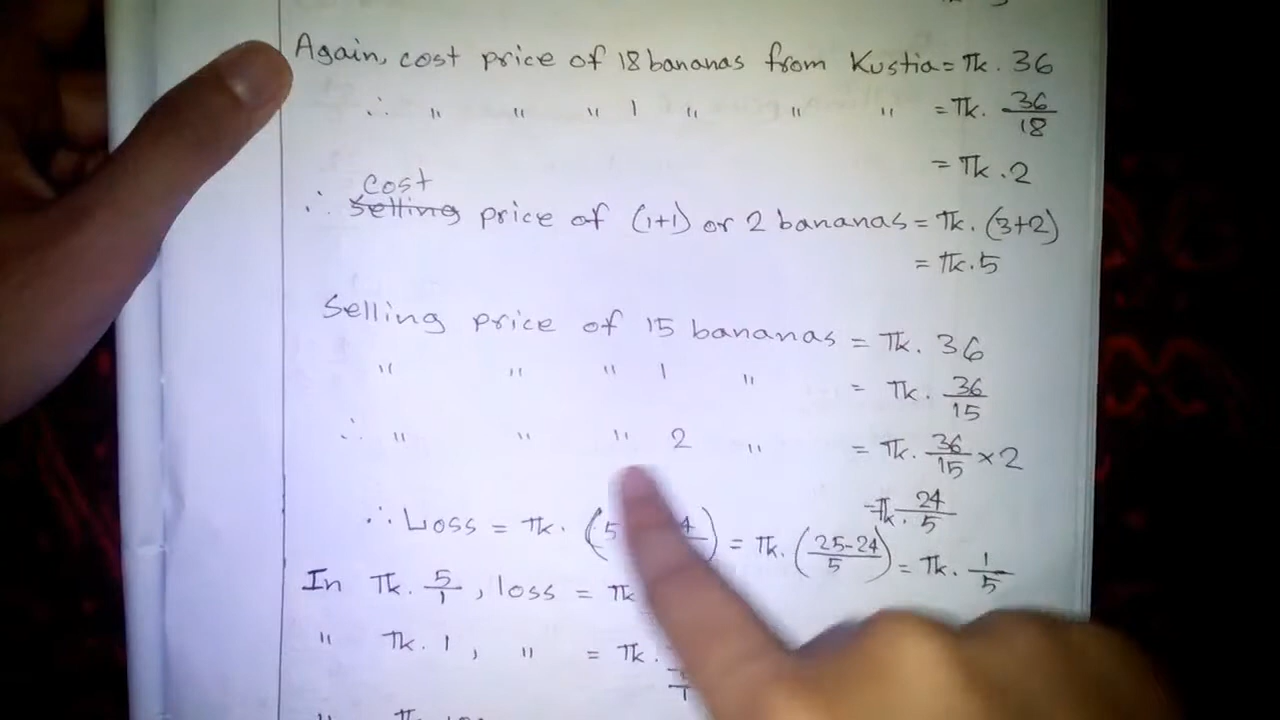 Again, cost price of 18 bananas from Kustia = Tk. 36
∴ " " " 1 " " " = Tk. 36/18
= Tk. 2
cost
∴ Selling price of (1+1) or 2 bananas = Tk. (3+2)
= Tk. 5
Selling price of 15 bananas = Tk. 36
" " " 1 " = Tk. 36/15
∴ " " " 2 " = Tk. 36/15 × 2
= Tk. 24/5
∴ Loss = Tk. (5 4) = Tk. (25-24/5) = Tk. 1/5
In Tk. 5/1, loss = Tk
" Tk. 1, " = Tk.
" Tk